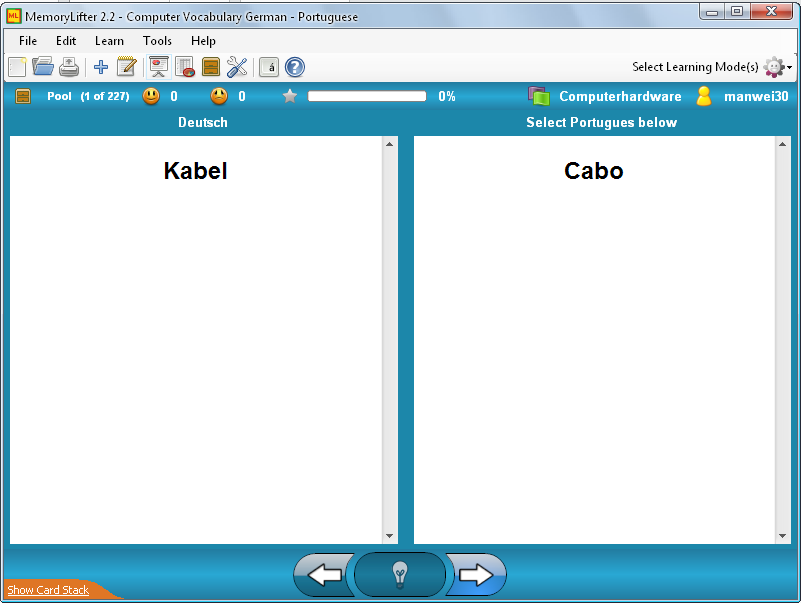 MemoryLifter 2.2 - Computer Vocabulary German - Portuguese
File Edit Learn Tools Help
á ? Select Learning Mode(s)
Pool (1 of 227) 0 0 0% Computerhardware manwei30
Deutsch Select Portugues below
Kabel Cabo
Show Card Stack